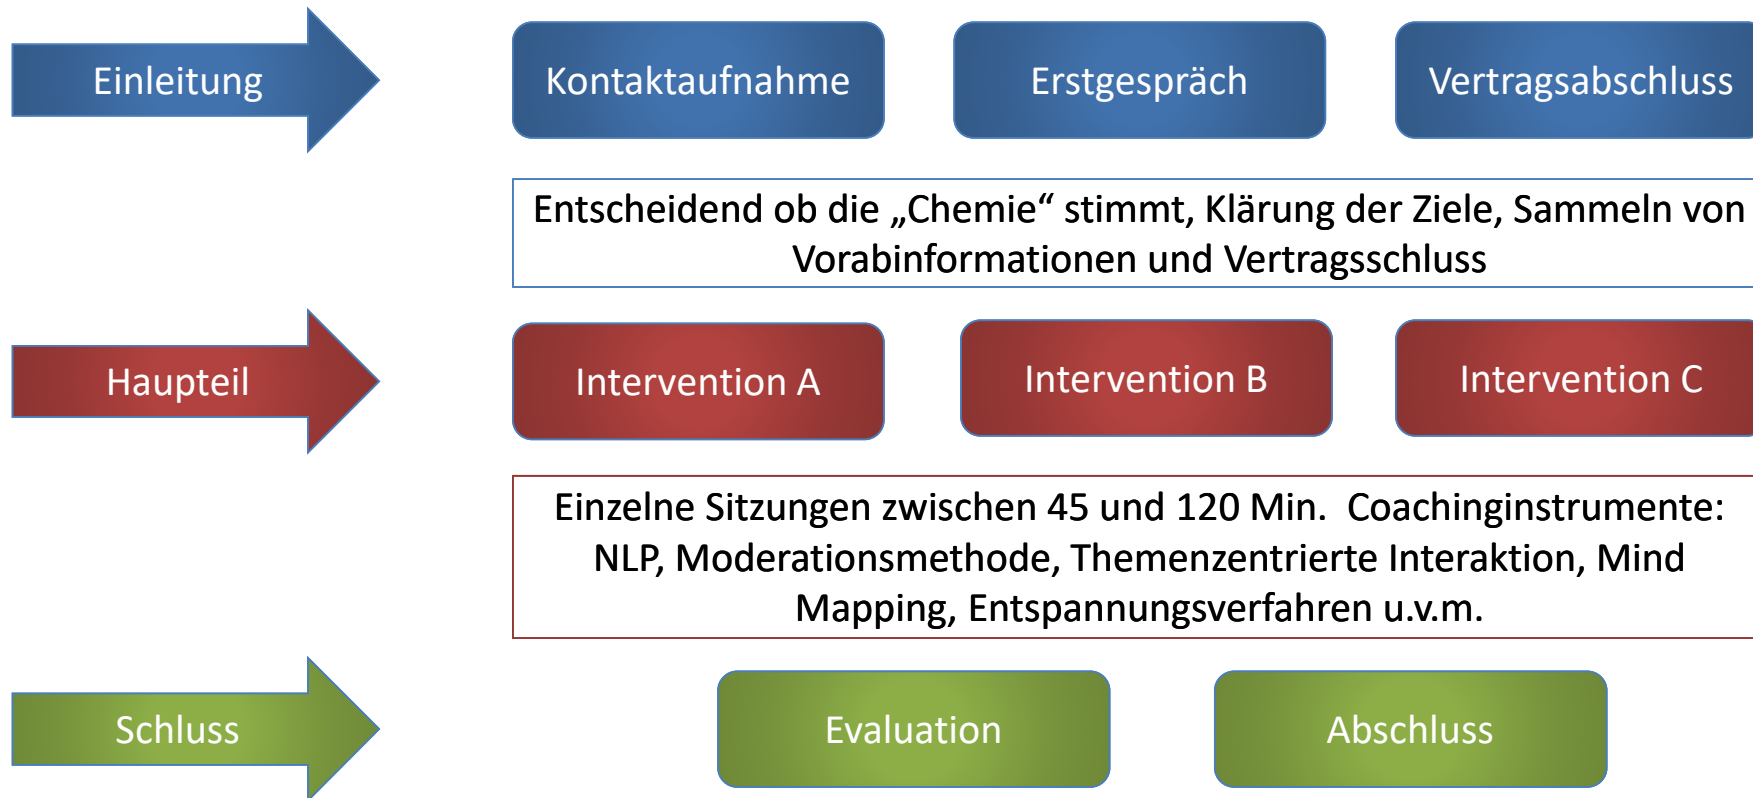 Einleitung
Kontaktaufnahme
Erstgespräch
Vertragsabschluss
Entscheidend ob die „Chemie“ stimmt, Klärung der Ziele, Sammeln von
Vorabinformationen und Vertragsschluss
Haupteil
Intervention A
Intervention B
Intervention C
Einzelne Sitzungen zwischen 45 und 120 Min.  Coachinginstrumente:
NLP, Moderationsmethode, Themenzentrierte Interaktion, Mind
Mapping, Entspannungsverfahren u.v.m.
Schluss
Evaluation
Abschluss